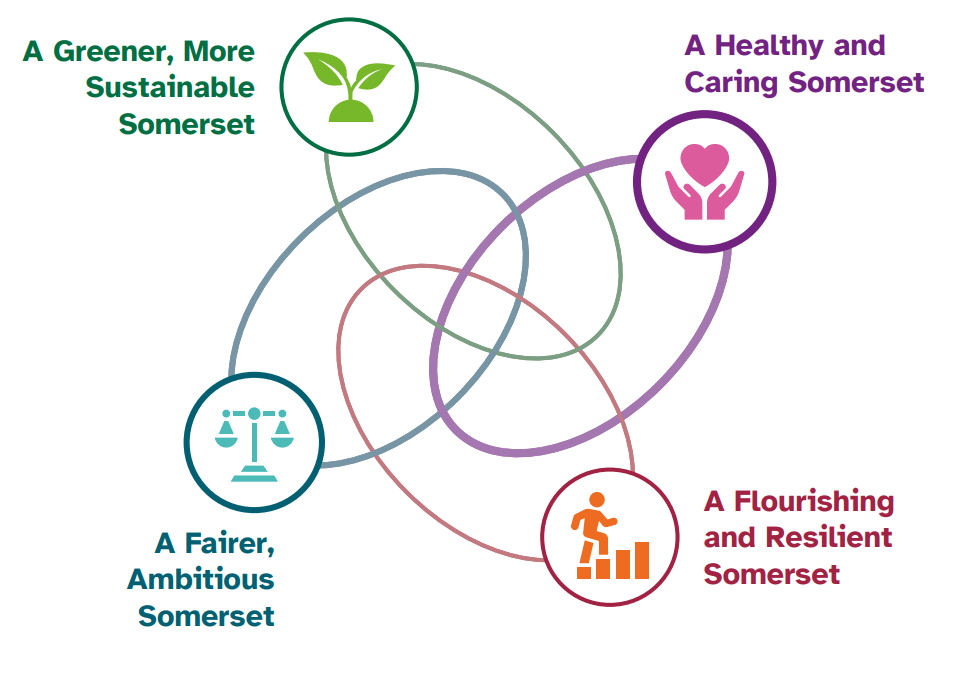 A Greener, More
Sustainable
Somerset
A Healthy and
Caring Somerset
A Fairer,
Ambitious
Somerset
A Flourishing
and Resilient
Somerset